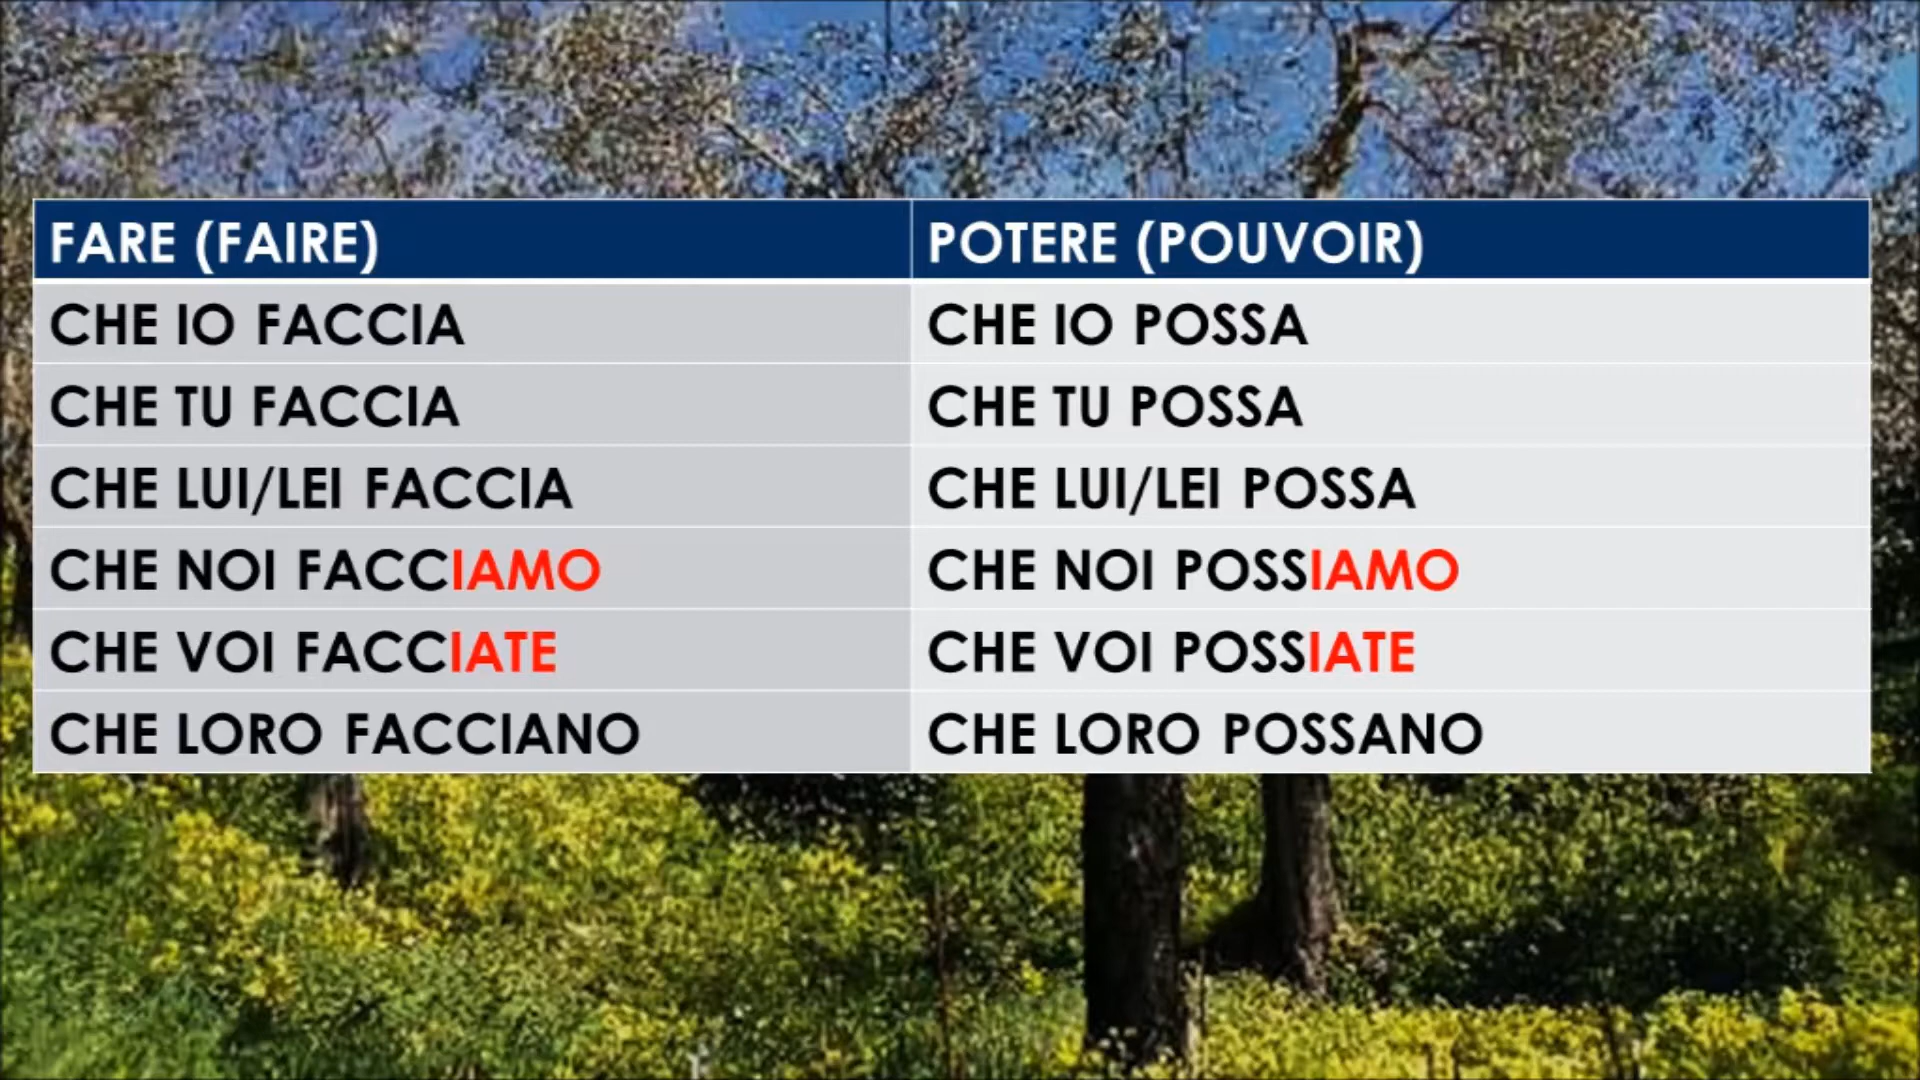 FARE (FAIRE) POTERE (POUVOIR)
CHE IO FACCIA CHE IO POSSA
CHE TU FACCIA CHE TU POSSA
CHE LUI/LEI FACCIA CHE LUI/LEI POSSA
CHE NOI FACCIAMO CHE NOI POSSIAMO
CHE VOI FACCIATE CHE VOI POSSIATE
CHE LORO FACCIANO CHE LORO POSSANO